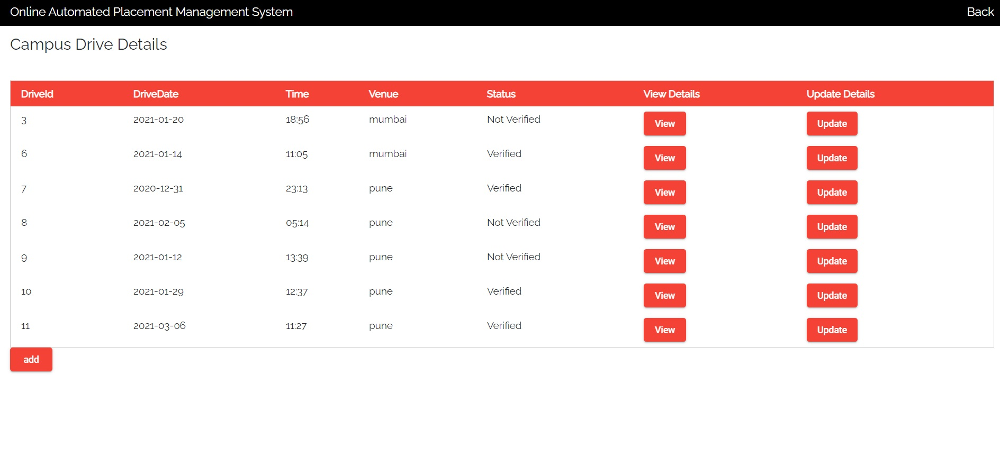 Online Automated Placement Management System Back
Campus Drive Details
DriveId DriveDate Time Venue Status View Details Update Details
3 2021-01-20 18:56 mumbai Not Verified View Update
6 2021-01-14 11:05 mumbai Verified View Update
7 2020-12-31 23:13 pune Verified View Update
8 2021-02-05 05:14 pune Not Verified View Update
9 2021-01-12 13:39 pune Not Verified View Update
10 2021-01-29 12:37 pune Verified View Update
11 2021-03-06 11:27 pune Verified View Update
add